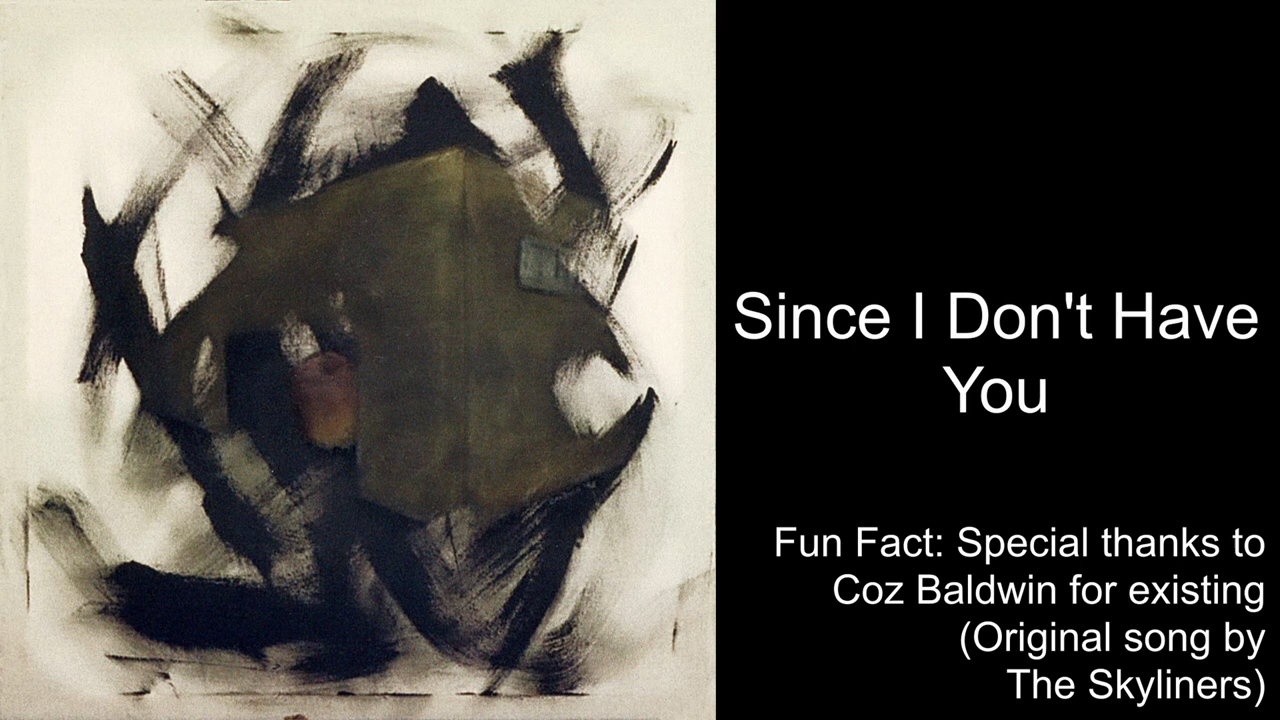 Since I Don't Have
You
Fun Fact: Special thanks to
Coz Baldwin for existing
(Original song by
The Skyliners)